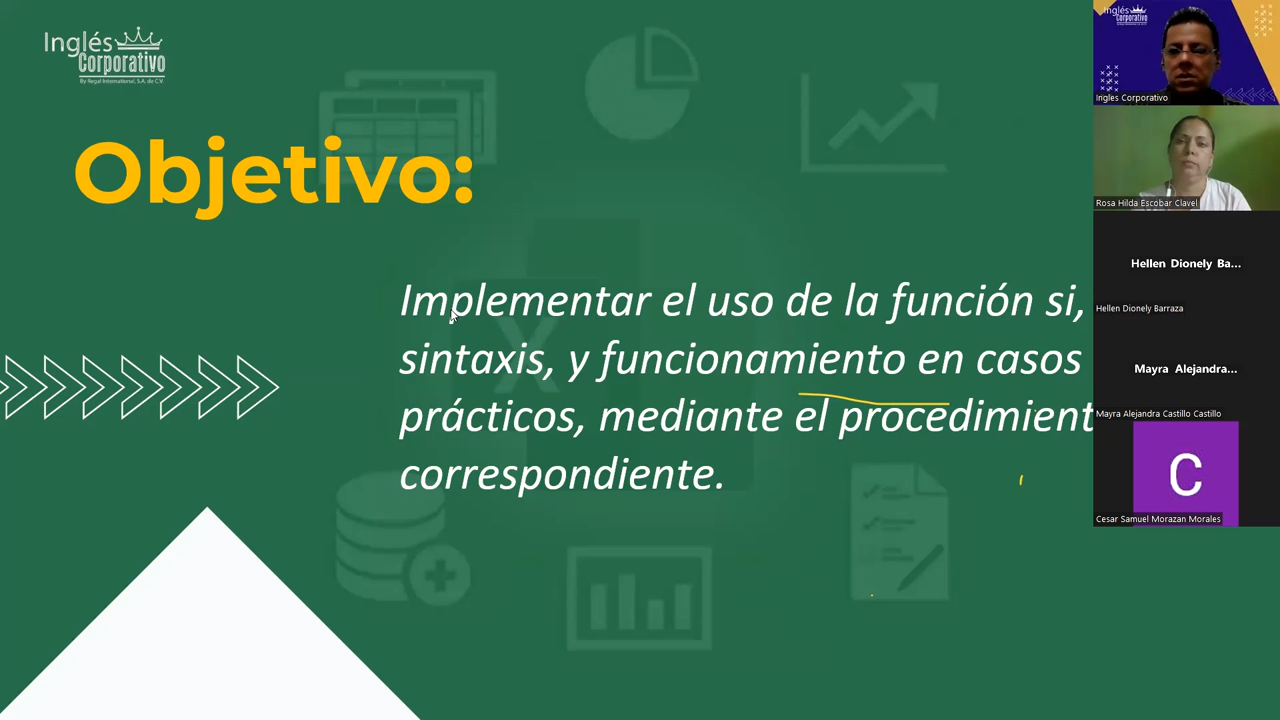 Inglés
Corporativo
By Regal International, S.A. de C.V.
Objetivo:
Implementar el uso de la función si,
sintaxis, y funcionamiento en casos
prácticos, mediante el procedimient
correspondiente.
Inglés
Corporativo
Ingles Corporativo
Rosa Hilda Escobar Clavel
Hellen Dionely Ba...
Hellen Dionely Barraza
Mayra Alejandra...
Mayra Alejandra Castillo Castillo
C
Cesar Samuel Morazan Morales